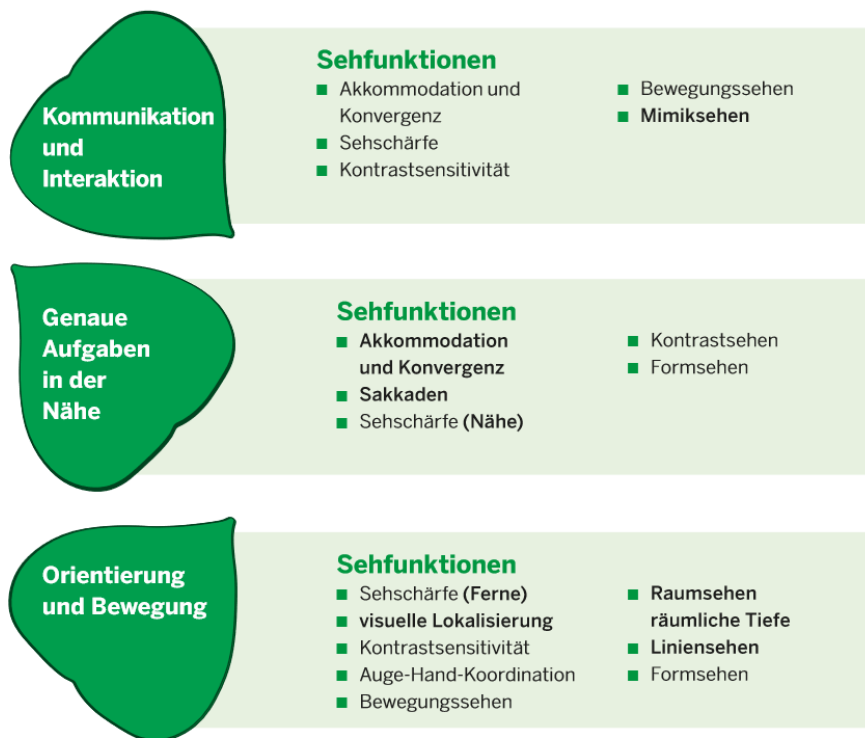 Kommunikation
und
Interaktion
Sehfunktionen
■ Akkommodation und
Konvergenz
■ Sehschärfe
■ Kontrastsensitivität
■ Bewegungssehen
■ Mimiksehen
Genaue
Aufgaben
in der
Nähe
Sehfunktionen
■ Akkommodation
und Konvergenz
■ Sakkaden
■ Sehschärfe (Nähe)
■ Kontrastsehen
■ Formsehen
Orientierung
und Bewegung
Sehfunktionen
■ Sehschärfe (Ferne)
■ visuelle Lokalisierung
■ Kontrastsensitivität
■ Auge-Hand-Koordination
■ Bewegungssehen
■ Raumsehen
räumliche Tiefe
■ Liniensehen
■ Formsehen